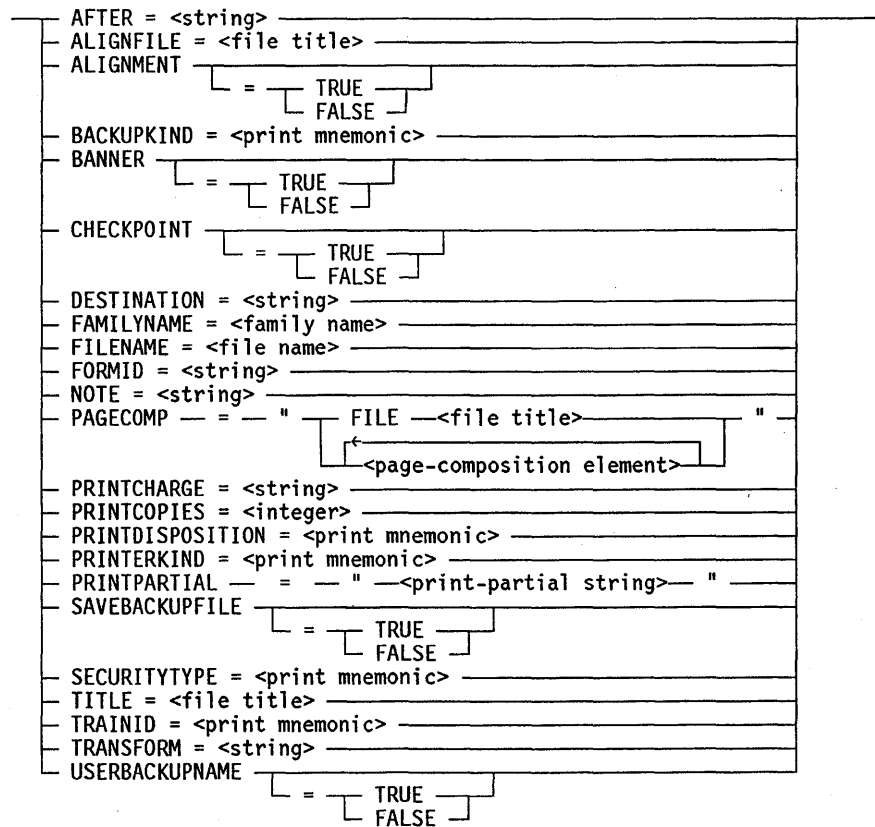 AFTER = <string>
ALIGNFILE = <file title>
ALIGNMENT
= TRUE
FALSE
BACKUPKIND = <print mnemonic>
BANNER
= TRUE
FALSE
CHECKPOINT
= TRUE
FALSE
DESTINATION = <string>
FAMILYNAME = <family name>
FILENAME = <file name>
FORMID = <string>
NOTE = <string>
PAGECOMP = " FILE <file title> "
<page-composition element>
PRINTCHARGE = <string>
PRINTCOPIES = <integer>
PRINTDISPOSITION = <print mnemonic>
PRINTERKIND = <print mnemonic>
PRINTPARTIAL = " <print-partial string> "
SAVEBACKUPFILE
= TRUE
FALSE
SECURITYTYPE = <print mnemonic>
TITLE = <file title>
TRAINID = <print mnemonic>
TRANSFORM = <string>
USERBACKUPNAME
= TRUE
FALSE